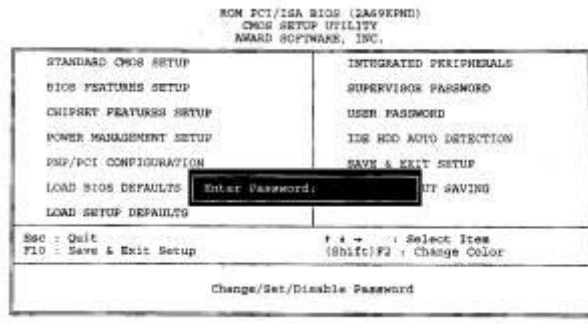 ROM PCI/ISA BIOS (2A69KPND)
CMOS SETUP UTILITY
AWARD SOFTWARE, INC.
STANDARD CMOS SETUP
INTEGRATED PERIPHERALS
BIOS FEATURES SETUP
SUPERVISOR PASSWORD
CHIPSET FEATURES SETUP
USER PASSWORD
POWER MANAGEMENT SETUP
IDE HDD AUTO DETECTION
PNP/PCI CONFIGURATION
SAVE & EXIT SETUP
LOAD BIOS DEFAULTS
Enter Password:
UT SAVING
LOAD SETUP DEFAULTS
Esc : Quit
: Select Item
F10 : Save & Exit Setup
(Shift)F2 : Change Color
Change/Set/Disable Password